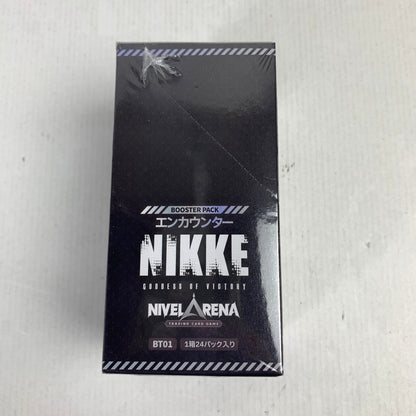 BOOSTER PACK
エンカウンター
NIKKE
GODDESS OF VICTORY
NIVEL ARENA
TRADING CARD GAME
BT01 1箱24パック入り